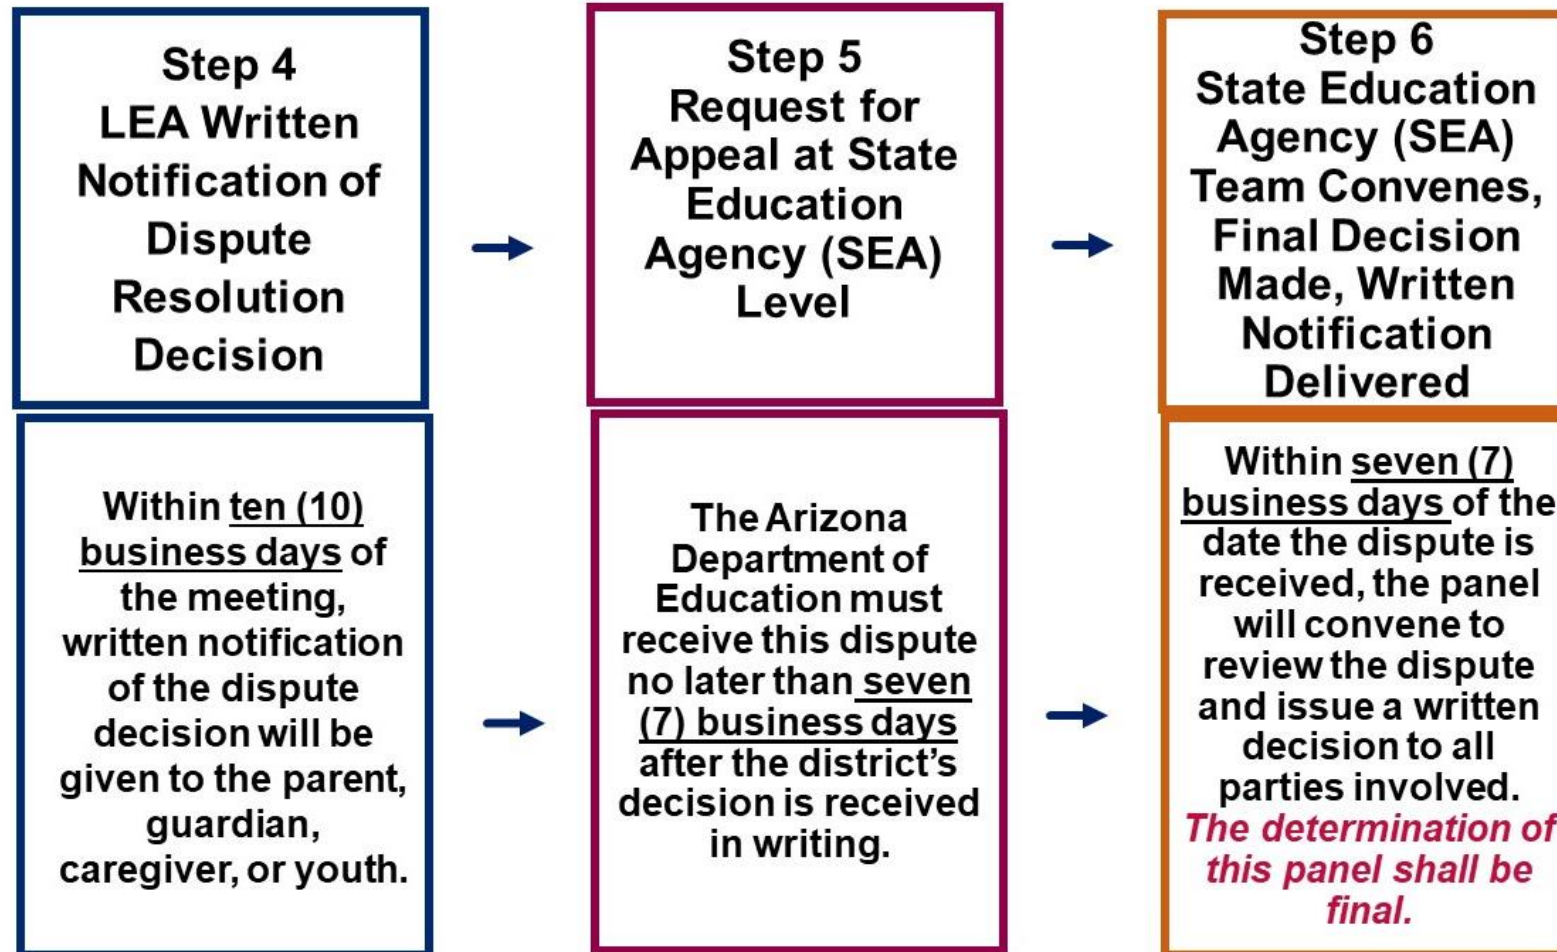 Step 4
LEA Written
Notification of
Dispute
Resolution
Decision
Within ten (10)
business days of
the meeting,
written notification
of the dispute
decision will be
given to the parent,
guardian,
caregiver, or youth.
Step 5
Request for
Appeal at State
Education
Agency (SEA)
Level
The Arizona
Department of
Education must
receive this dispute
no later than seven
(7) business days
after the district’s
decision is received
in writing.
Step 6
State Education
Agency (SEA)
Team Convenes,
Final Decision
Made, Written
Notification
Delivered
Within seven (7)
business days of the
date the dispute is
received, the panel
will convene to
review the dispute
and issue a written
decision to all
parties involved.
The determination of
this panel shall be
final.